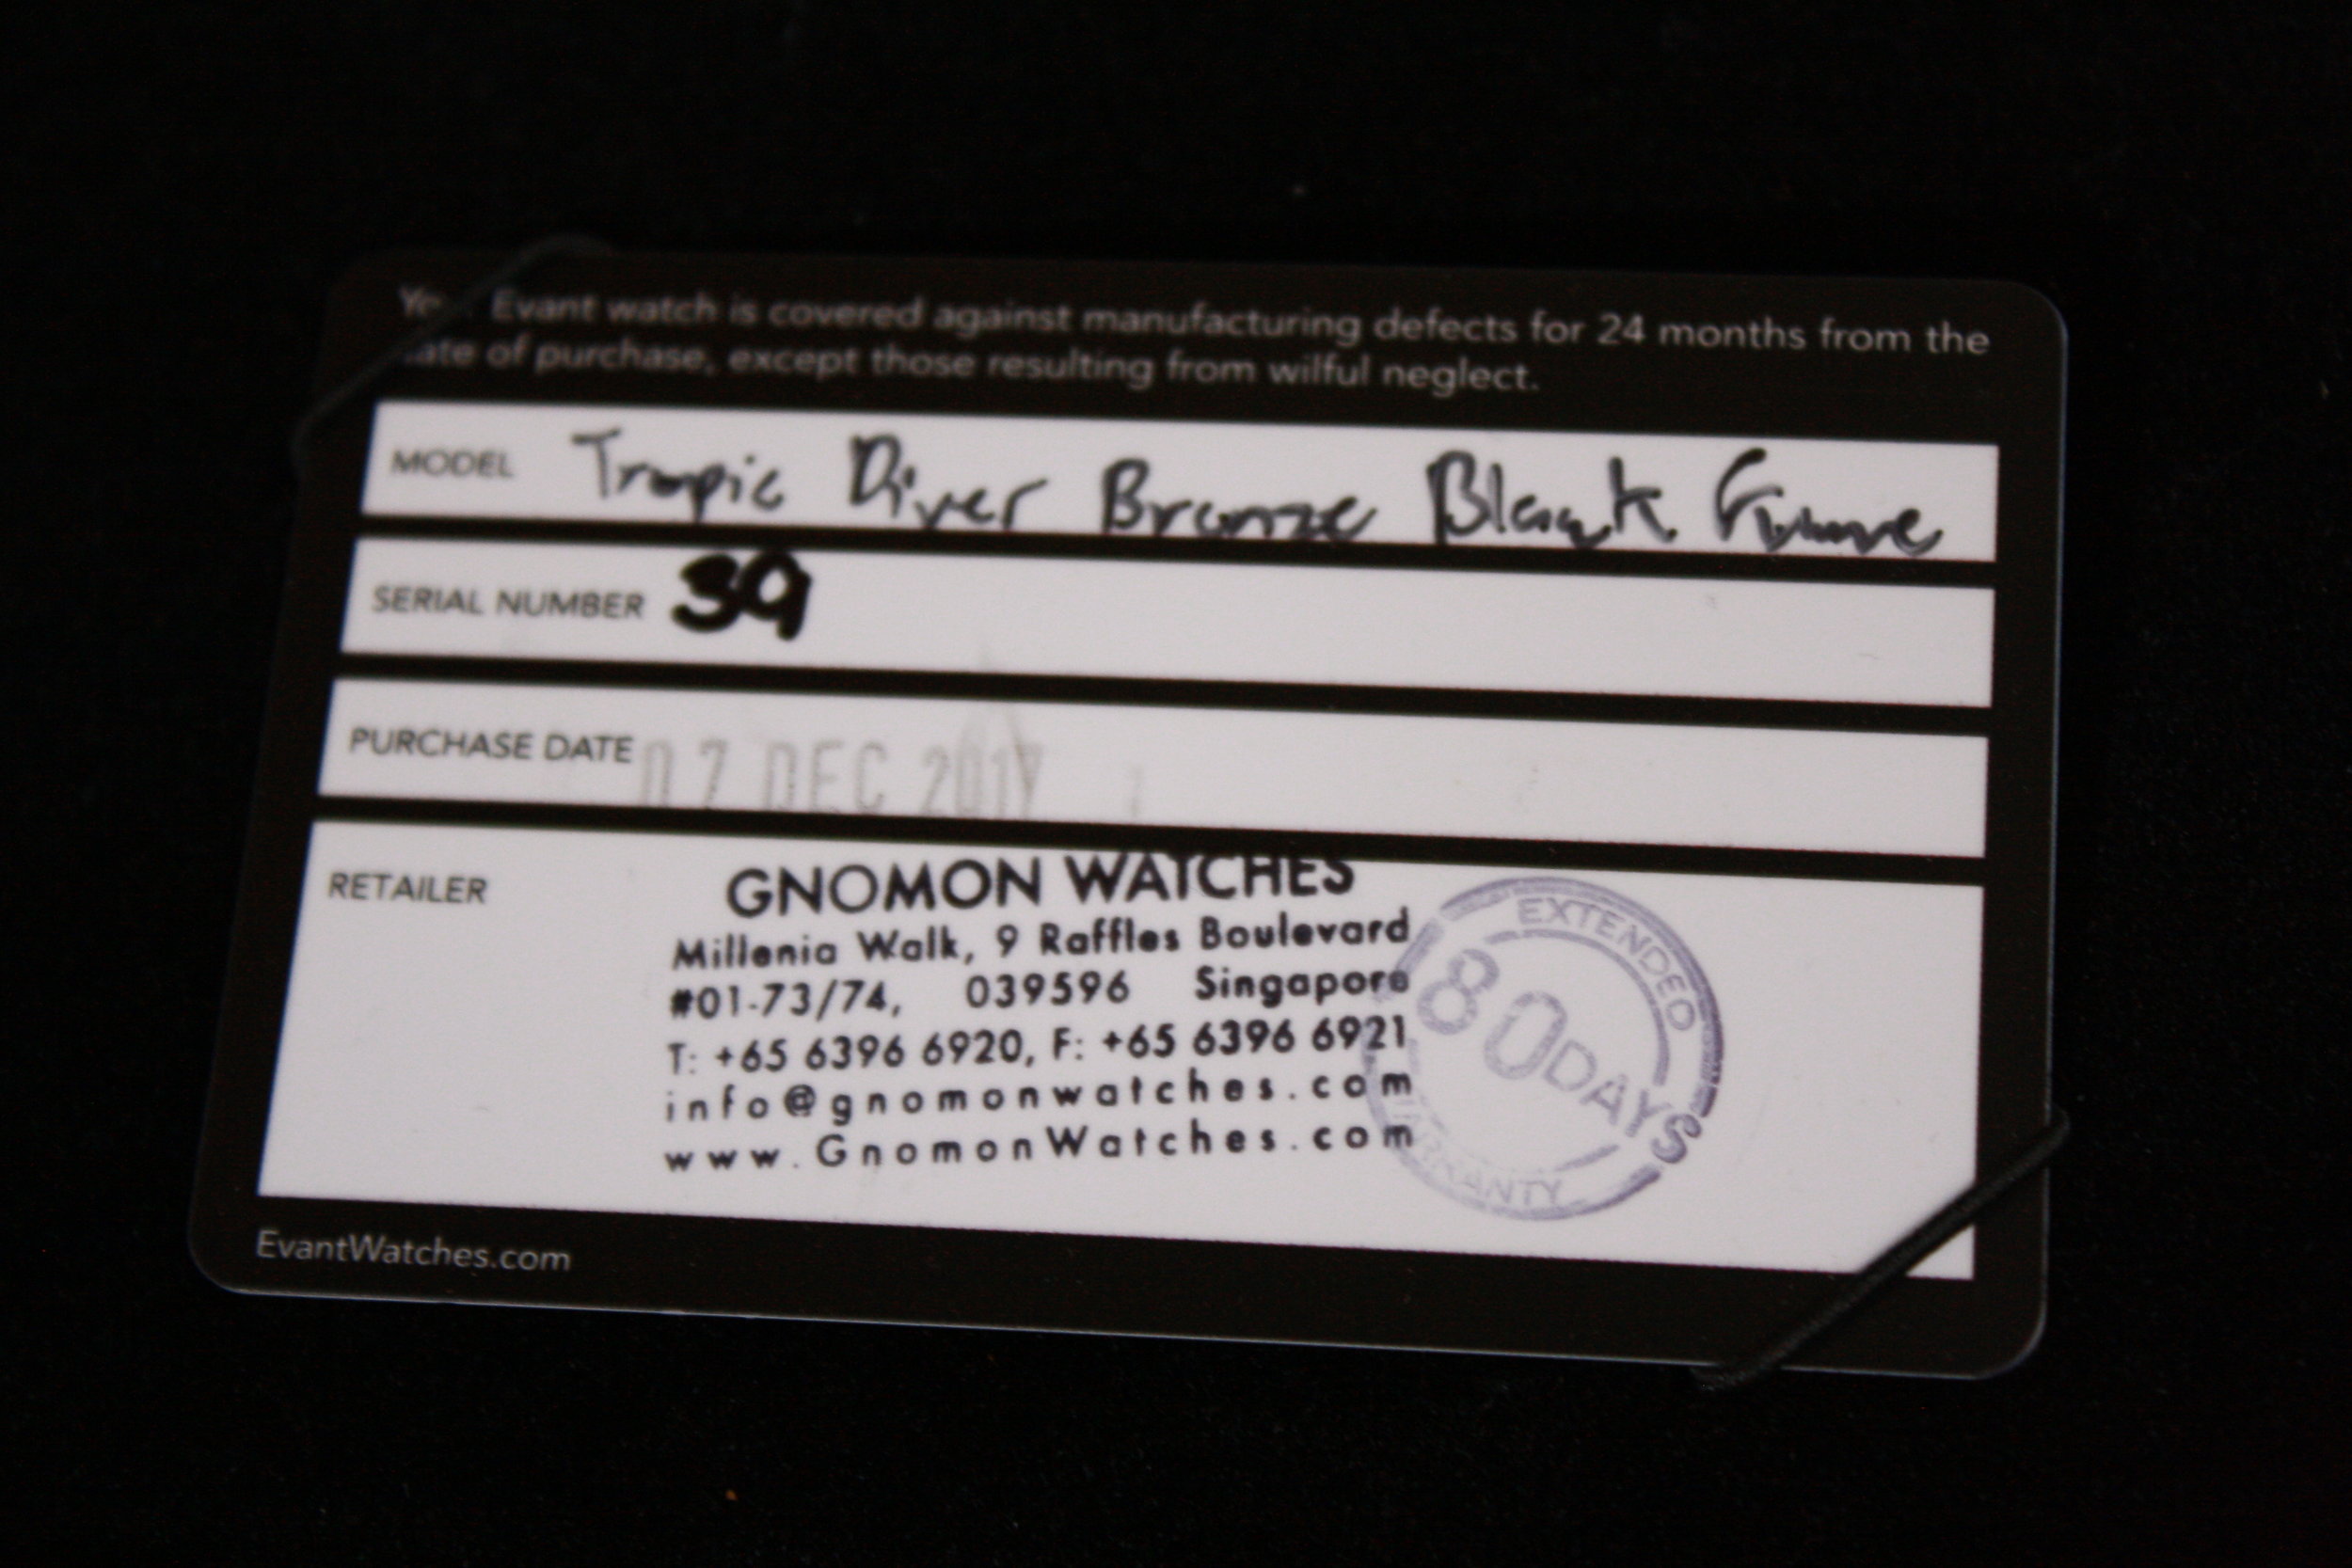 Evant watch is covered against manufacturing defects for 24 months from the
date of purchase, except those resulting from wilful neglect.
MODEL Tropic Diver Bronze Black Fume
SERIAL NUMBER 39
PURCHASE DATE 07 DEC 2017
RETAILER
GNOMON WATCHES
Millenia Walk, 9 Raffles Boulevard
#01-73/74, 039596 Singapore
T: +65 6396 6920, F: +65 6396 6921
info@gnomonwatches.com
www.GnomonWatches.com
EXTENDED
80 DAYS
WARRANTY
EvantWatches.com